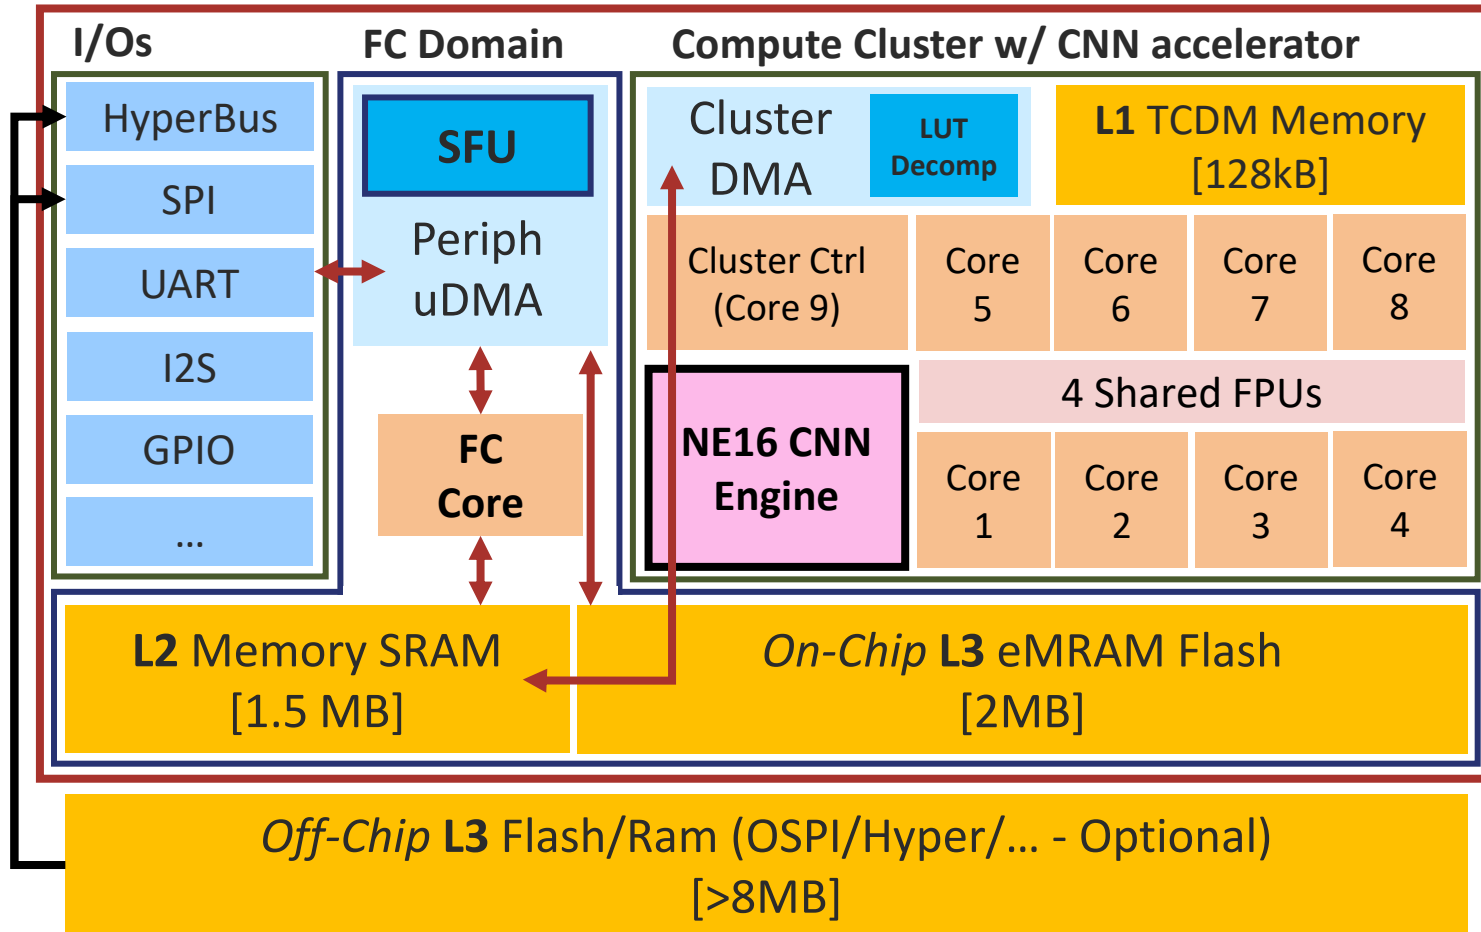 I/Os
HyperBus
SPI
UART
I2S
GPIO
...
FC Domain
SFU
Periph
uDMA
FC
Core
Compute Cluster w/ CNN accelerator
Cluster
DMA
LUT
Decomp
L1 TCDM Memory
[128kB]
Cluster Ctrl
(Core 9)
Core
5
Core
6
Core
7
Core
8
NE16 CNN
Engine
4 Shared FPUs
Core
1
Core
2
Core
3
Core
4
L2 Memory SRAM
[1.5 MB]
On-Chip L3 eMRAM Flash
[2MB]
Off-Chip L3 Flash/Ram (OSPI/Hyper/... - Optional)
[>8MB]